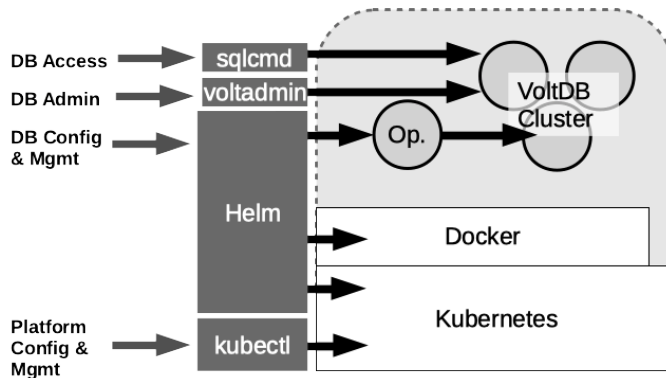 DB Access
sqlcmd
DB Admin
voltadmin
VoltDB
Cluster
DB Config
& Mgmt
Op.
Helm
Docker
Kubernetes
Platform
Config &
Mgmt
kubectl